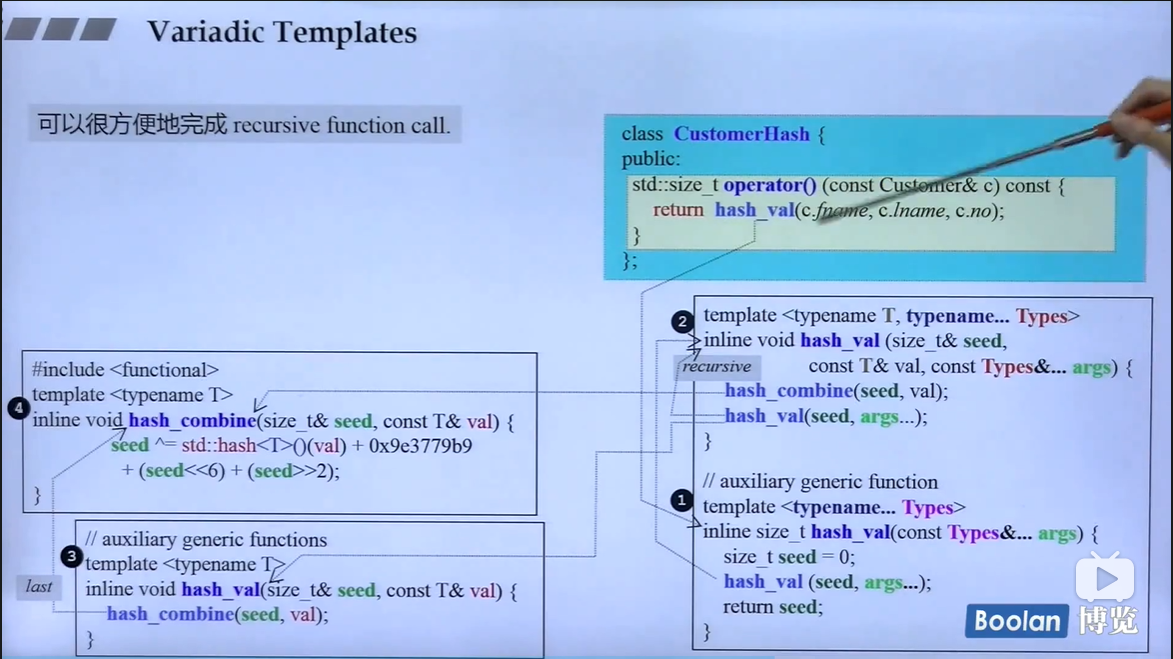 Variadic Templates
可以很方便地完成 recursive function call.
class CustomerHash {
public:
std::size_t operator() (const Customer& c) const {
return hash_val(c.fname, c.lname, c.no);
}
};
2
template <typename T, typename... Types>
inline void hash_val (size_t& seed,
recursive
const T& val, const Types&... args) {
hash_combine(seed, val);
hash_val(seed, args...);
}
1
// auxiliary generic function
template <typename... Types>
inline size_t hash_val(const Types&... args) {
size_t seed = 0;
hash_val (seed, args...);
return seed;
}
4
#include <functional>
template <typename T>
inline void hash_combine(size_t& seed, const T& val) {
seed ^= std::hash<T>()(val) + 0x9e3779b9
+ (seed<<6) + (seed>>2);
}
3
// auxiliary generic functions
template <typename T>
last
inline void hash_val(size_t& seed, const T& val) {
hash_combine(seed, val);
}
Boolan 博览